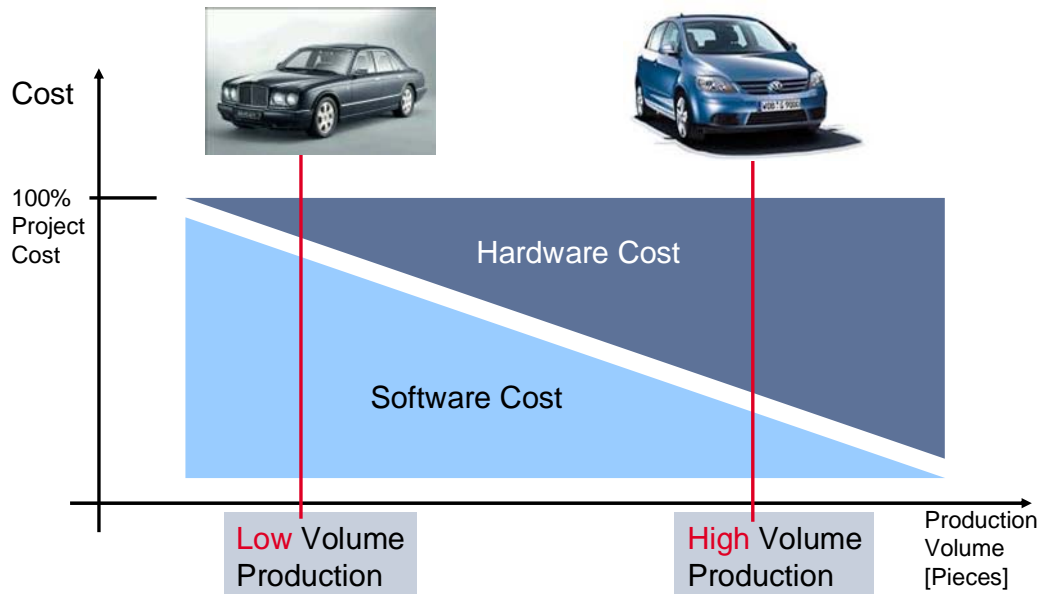 Cost
100%
Project
Cost
Hardware Cost
Software Cost
Low Volume
Production
High Volume
Production
Production
Volume
[Pieces]